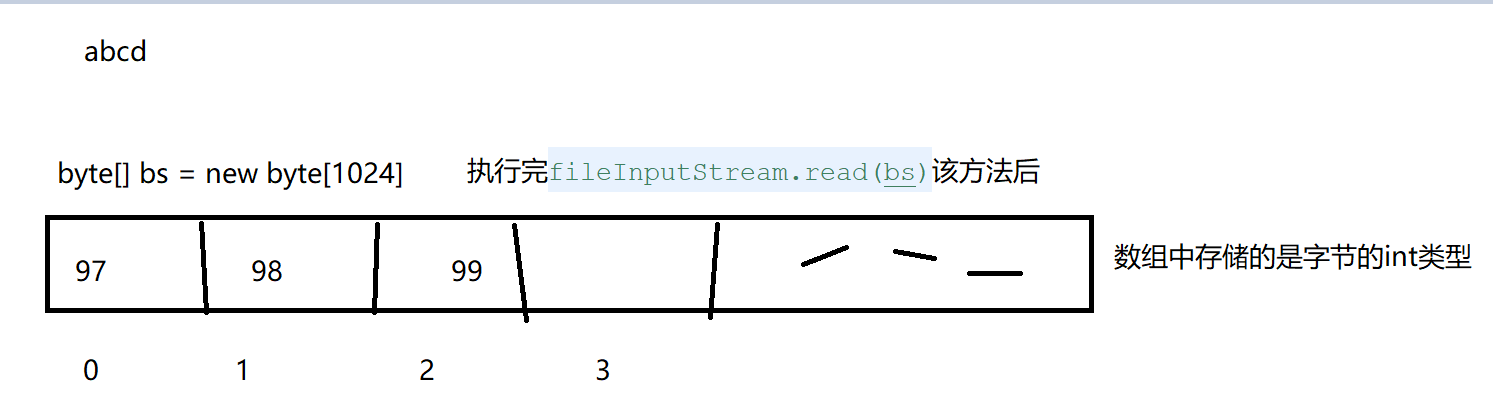 abcd
byte[] bs = new byte[1024] 执行完fileInputStream.read(bs)该方法后
97 98 99 数组中存储的是字节的int类型
0 1 2 3